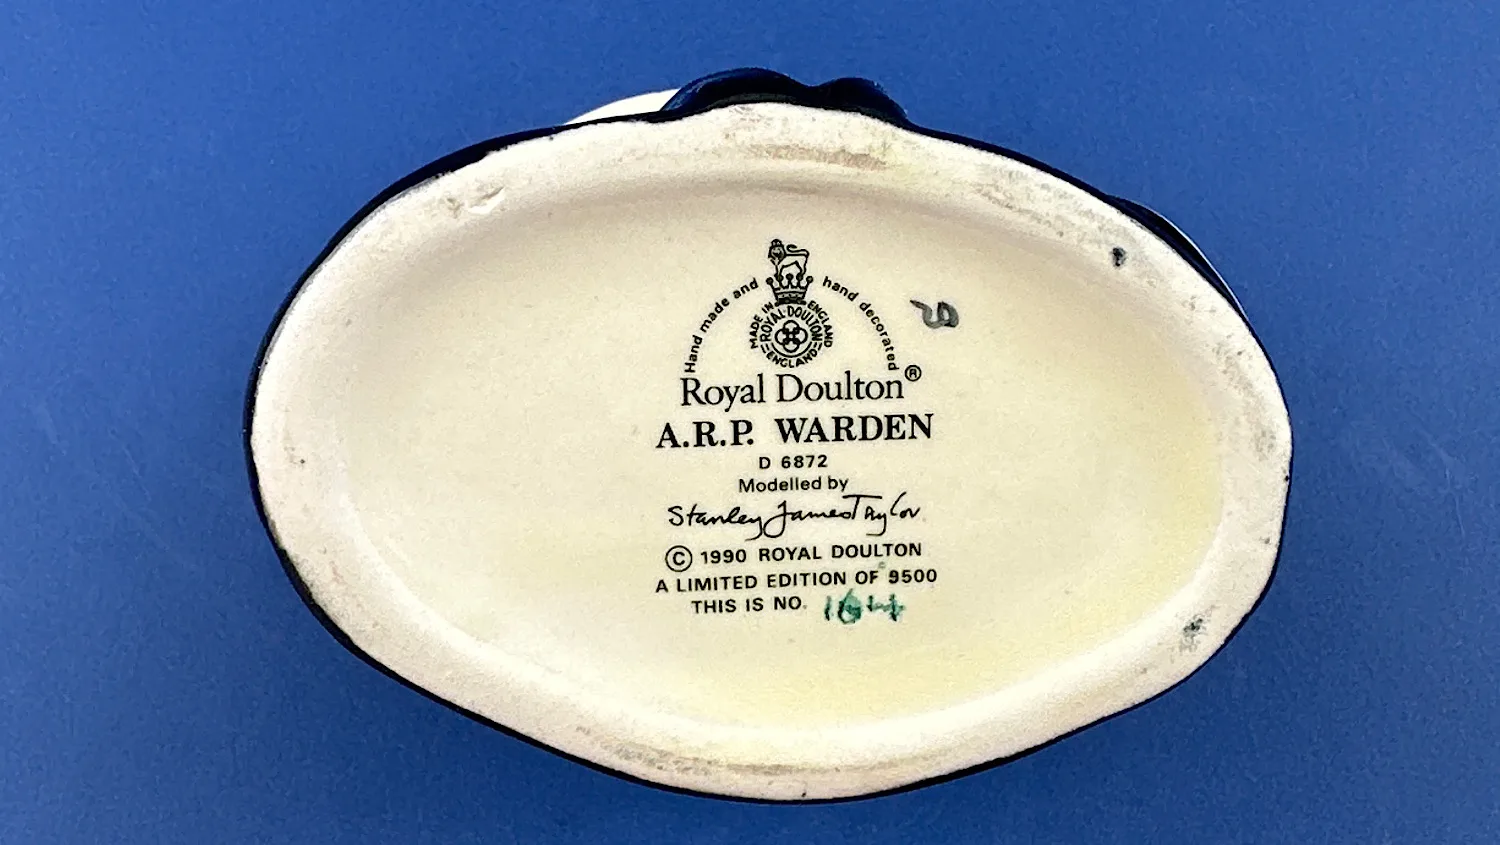 Hand made and hand decorated
MADE IN ENGLAND
ROYAL DOULTON
ENGLAND
Royal Doulton®
A.R.P. WARDEN
D 6872
Modelled by
Stanley James Taylor
© 1990 ROYAL DOULTON
A LIMITED EDITION OF 9500
THIS IS NO.